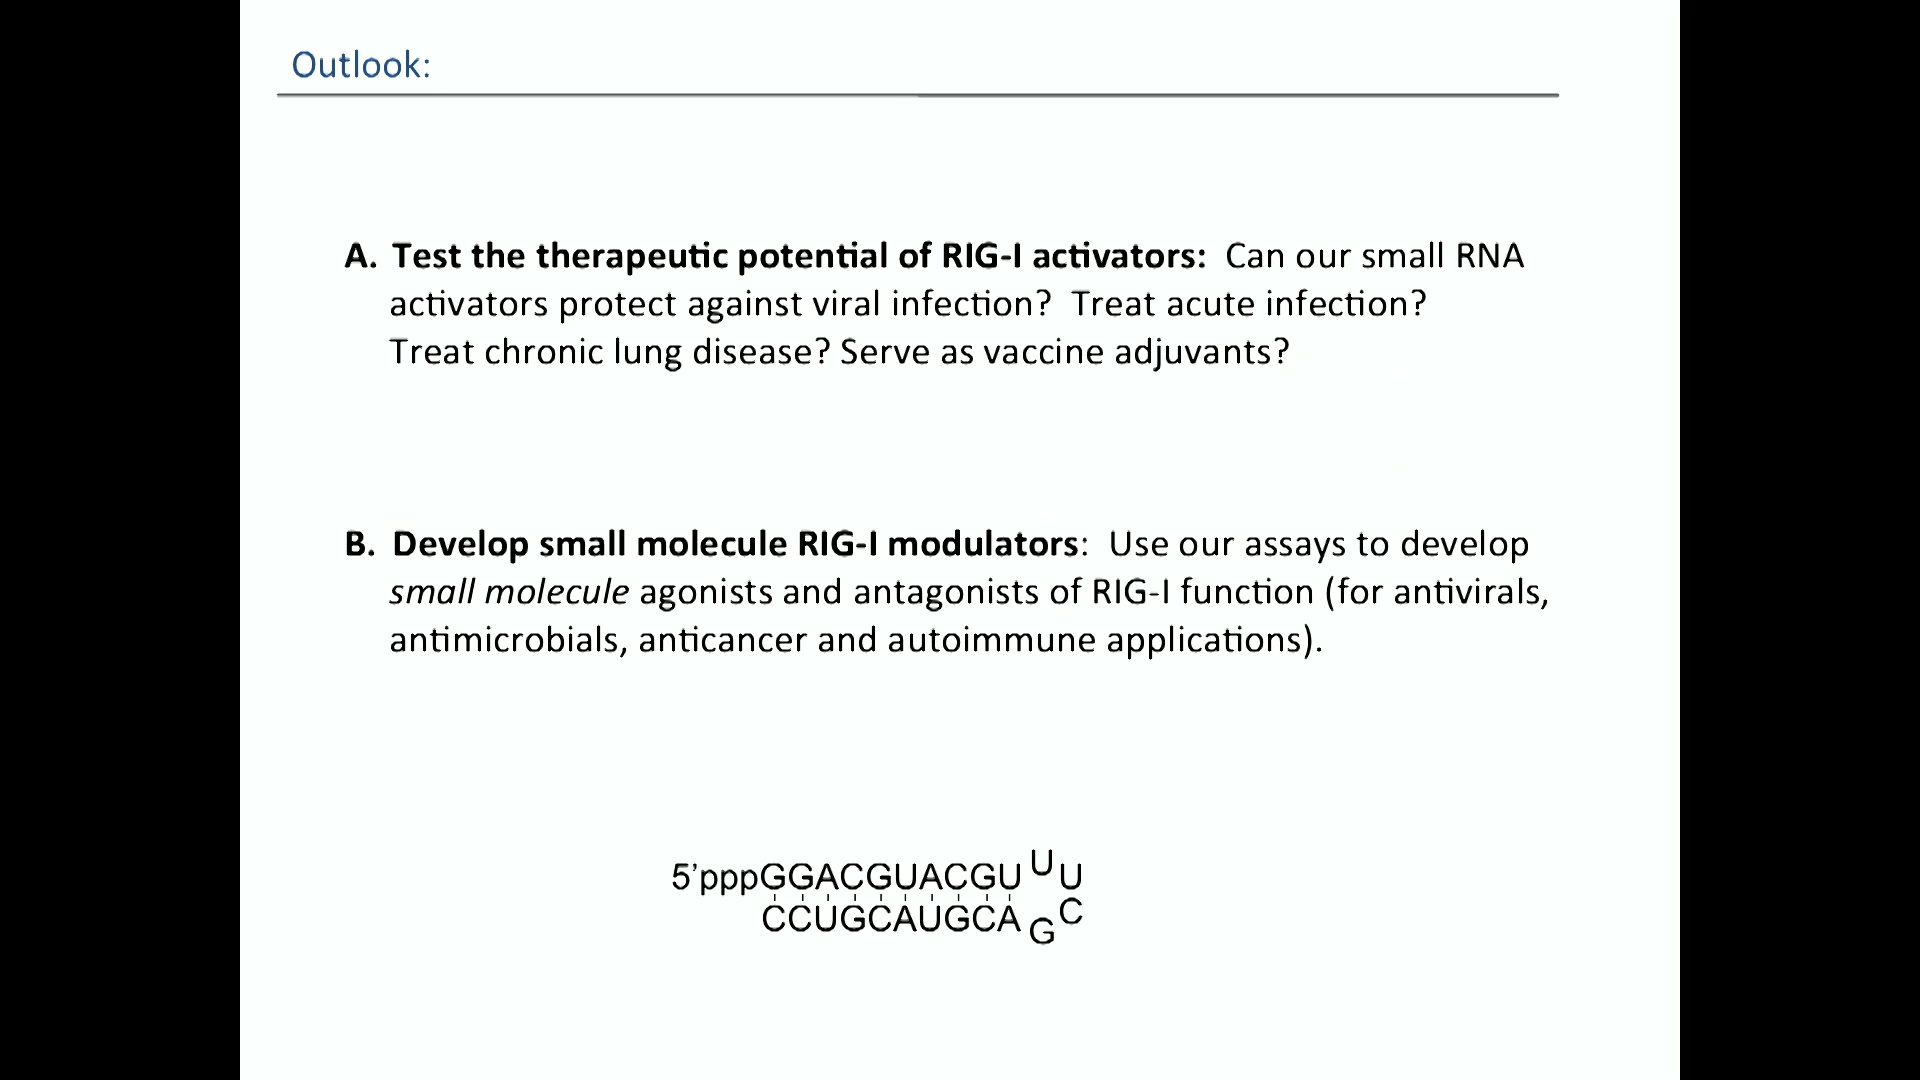 Outlook:
A. Test the therapeutic potential of RIG-I activators: Can our small RNA
activators protect against viral infection? Treat acute infection?
Treat chronic lung disease? Serve as vaccine adjuvants?
B. Develop small molecule RIG-I modulators: Use our assays to develop
small molecule agonists and antagonists of RIG-I function (for antivirals,
antimicrobials, anticancer and autoimmune applications).
5’pppGGACGUACGU U U
CCUGCAUGCA G C